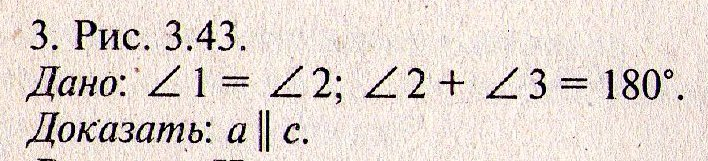 3. Рис. 3.43.
Дано: ∠1 = ∠2; ∠2 + ∠3 = 180°.
Доказать: a ∥ c.